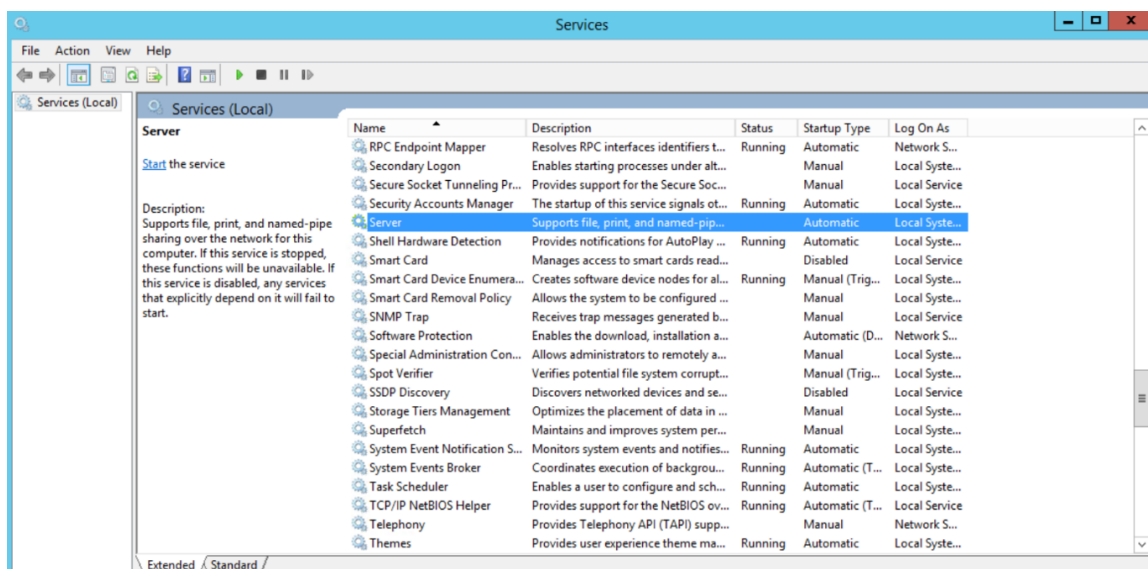 Services
File Action View Help
Services (Local)
Services (Local)
Server
Start the service
Description:
Supports file, print, and named-pipe
sharing over the network for this
computer. If this service is stopped,
these functions will be unavailable. If
this service is disabled, any services
that explicitly depend on it will fail to
start.
Name Description Status Startup Type Log On As
RPC Endpoint Mapper Resolves RPC interfaces identifiers t... Running Automatic Network S...
Secondary Logon Enables starting processes under alt... Manual Local Syste...
Secure Socket Tunneling Pr... Provides support for the Secure Soc... Manual Local Service
Security Accounts Manager The startup of this service signals ot... Running Automatic Local Syste...
Server Supports file, print, and named-pip... Automatic Local Syste...
Shell Hardware Detection Provides notifications for AutoPlay ... Running Automatic Local Syste...
Smart Card Manages access to smart cards read... Disabled Local Service
Smart Card Device Enumera... Creates software device nodes for al... Running Manual (Trig... Local Syste...
Smart Card Removal Policy Allows the system to be configured ... Manual Local Syste...
SNMP Trap Receives trap messages generated b... Manual Local Service
Software Protection Enables the download, installation a... Automatic (D... Network S...
Special Administration Con... Allows administrators to remotely a... Manual Local Syste...
Spot Verifier Verifies potential file system corrupt... Manual (Trig... Local Syste...
SSDP Discovery Discovers networked devices and se... Disabled Local Service
Storage Tiers Management Optimizes the placement of data in ... Manual Local Syste...
Superfetch Maintains and improves system per... Manual Local Syste...
System Event Notification S... Monitors system events and notifies... Running Automatic Local Syste...
System Events Broker Coordinates execution of backgrou... Running Automatic (T... Local Syste...
Task Scheduler Enables a user to configure and sch... Running Automatic Local Syste...
TCP/IP NetBIOS Helper Provides support for the NetBIOS ov... Running Automatic (T... Local Service
Telephony Provides Telephony API (TAPI) supp... Manual Network S...
Themes Provides user experience theme ma... Running Automatic Local Syste...
Extended Standard